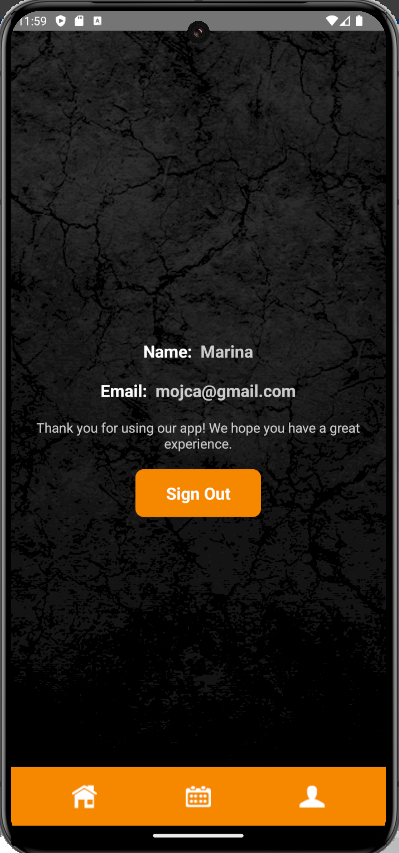 11:59
Name: Marina
Email: mojca@gmail.com
Thank you for using our app! We hope you have a great
experience.
Sign Out